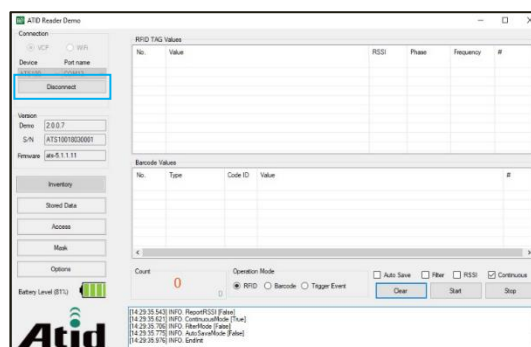 ATID Reader Demo
Connection
VCP
WiFi
Device
Port name
Disconnect
Version
Demo 2.0.0.7
S/N ATS18018030001
Firmware atx-5.1.1.11
Inventory
Stored Data
Access
Mask
Options
Battery Level (81%)
Atid
RFID TAG Values
No. Value RSSI Phase Frequency #
Barcode Values
No. Type Code ID Value #
Count
0
D
Operation Mode
RFID Barcode Trigger Event
Auto Save Filter RSSI Continuous
Clear Start Stop
[14:29:35.543] INFO. ReportRSSI [False]
[14:29:35.621] INFO. ContinuousMode [True]
[14:29:35.706] INFO. FilterMode [False]
[14:29:35.775] INFO. AutoSaveMode [False]
[14:29:35.976] INFO. EndInit